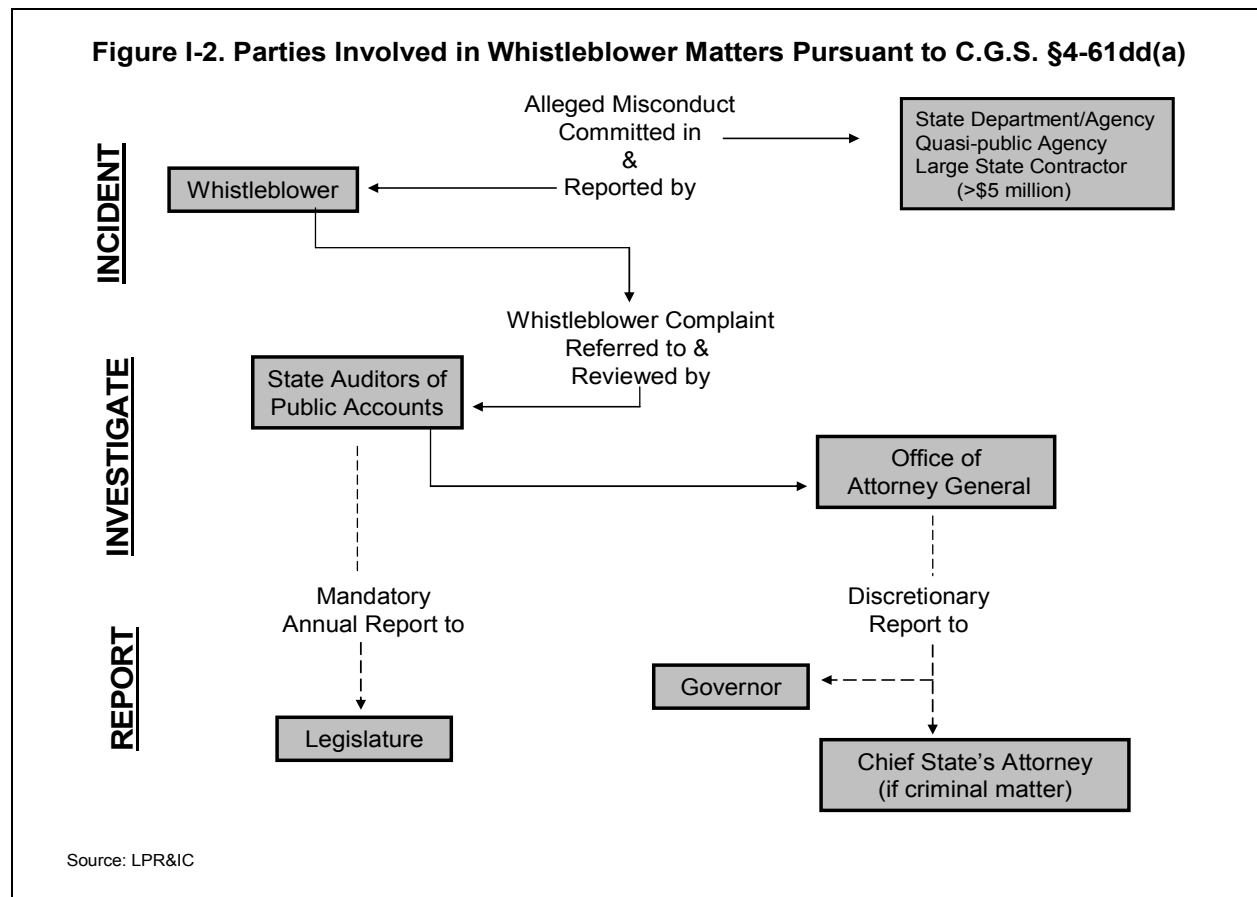 Figure I-2. Parties Involved in Whistleblower Matters Pursuant to C.G.S. §4-61dd(a)
INCIDENT
Alleged Misconduct
Committed in
&
Reported by
State Department/Agency
Quasi-public Agency
Large State Contractor
(>$5 million)
Whistleblower
Whistleblower Complaint
Referred to &
Reviewed by
INVESTIGATE
State Auditors of
Public Accounts
Office of
Attorney General
REPORT
Mandatory
Annual Report to
Discretionary
Report to
Governor
Legislature
Chief State’s Attorney
(if criminal matter)
Source: LPR&IC